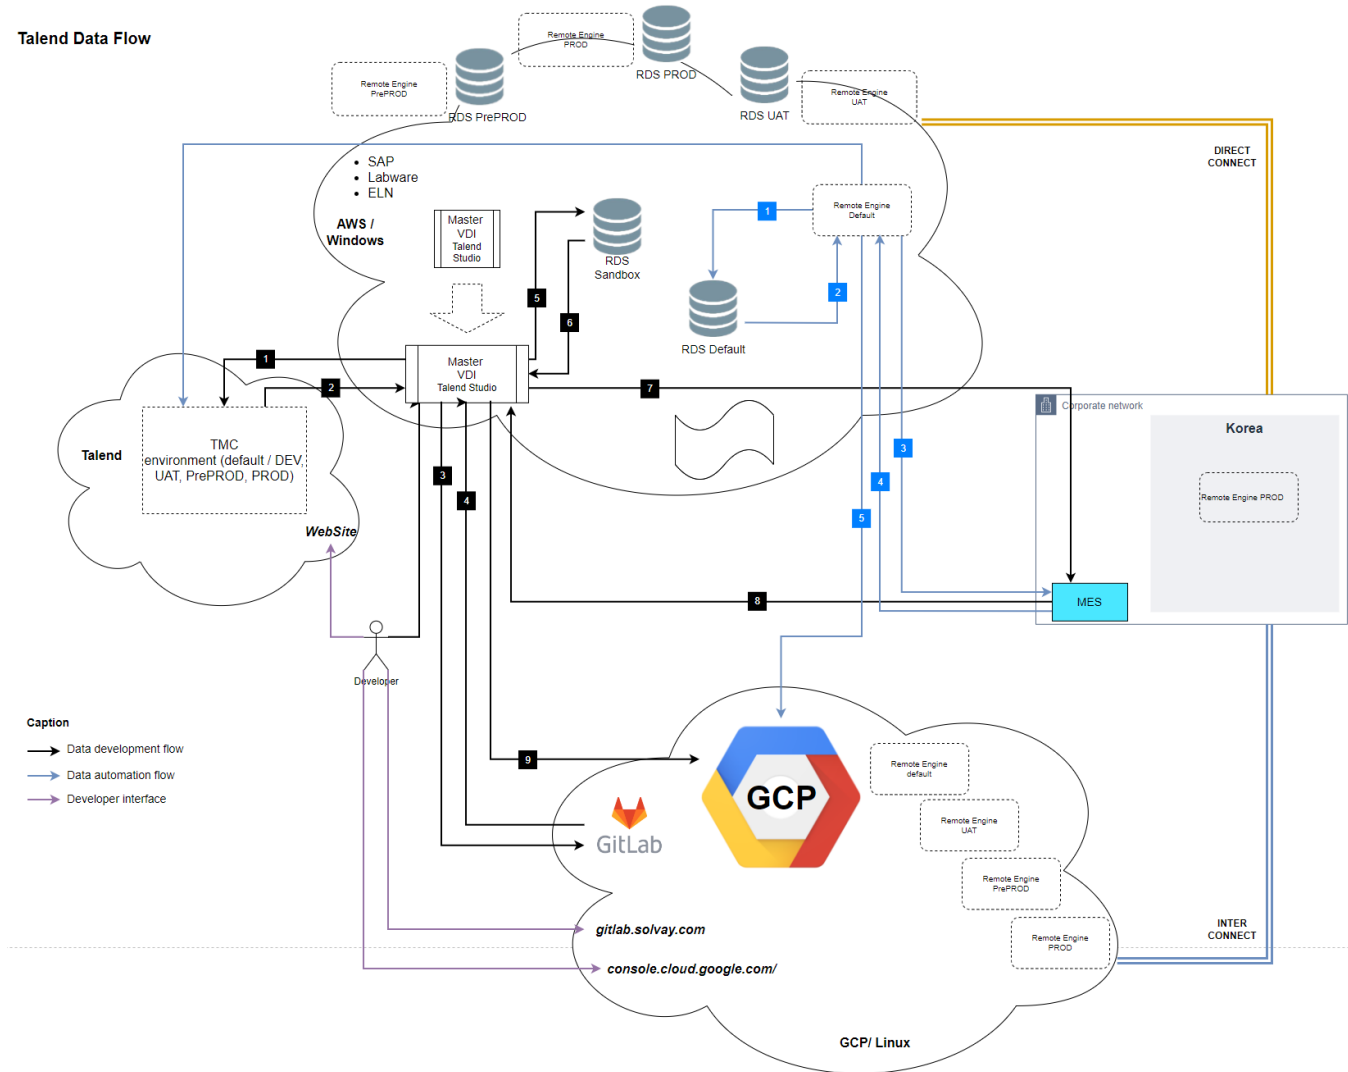 Talend Data Flow
Remote Engine
PROD
RDS PROD
Remote Engine
PrePROD
RDS PrePROD
RDS UAT
Remote Engine
UAT
DIRECT
CONNECT
SAP
Labware
ELN
AWS /
Windows
Master
VDI
Talend
Studio
RDS
Sandbox
Remote Engine
Default
1
2
RDS Default
5
6
1
2
Master
VDI
Talend Studio
7
Corporate network
Korea
Remote Engine PROD
Talend
TMC
environment (default / DEV,
UAT, PrePROD, PROD)
WebSite
3
4
3
4
5
8
MES
Developer
Caption
Data development flow
Data automation flow
Developer interface
9
GCP
GitLab
Remote Engine
default
Remote Engine
UAT
Remote Engine
PrePROD
Remote Engine
PROD
INTER
CONNECT
gitlab.solvay.com
console.cloud.google.com/
GCP/ Linux